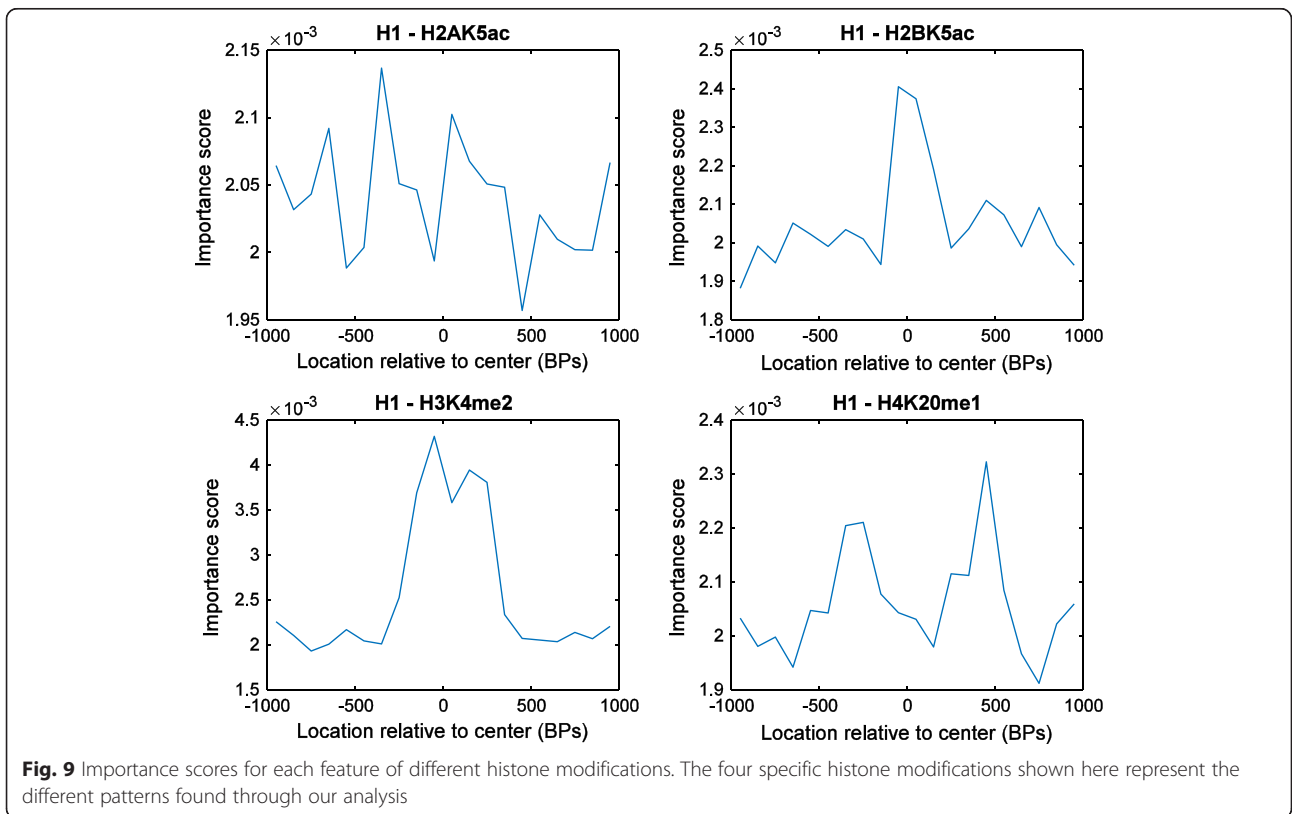 H1 - H2AK5ac
×10⁻³
2.15
2.1
2.05
2
1.95
Importance score
-1000 -500 0 500 1000
Location relative to center (BPs)
H1 - H2BK5ac
×10⁻³
2.5
2.4
2.3
2.2
2.1
2
1.9
1.8
Importance score
-1000 -500 0 500 1000
Location relative to center (BPs)
H1 - H3K4me2
×10⁻³
4.5
4
3.5
3
2.5
2
1.5
Importance score
-1000 -500 0 500 1000
Location relative to center (BPs)
H1 - H4K20me1
×10⁻³
2.4
2.3
2.2
2.1
2
1.9
Importance score
-1000 -500 0 500 1000
Location relative to center (BPs)
Fig. 9 Importance scores for each feature of different histone modifications. The four specific histone modifications shown here represent the
different patterns found through our analysis